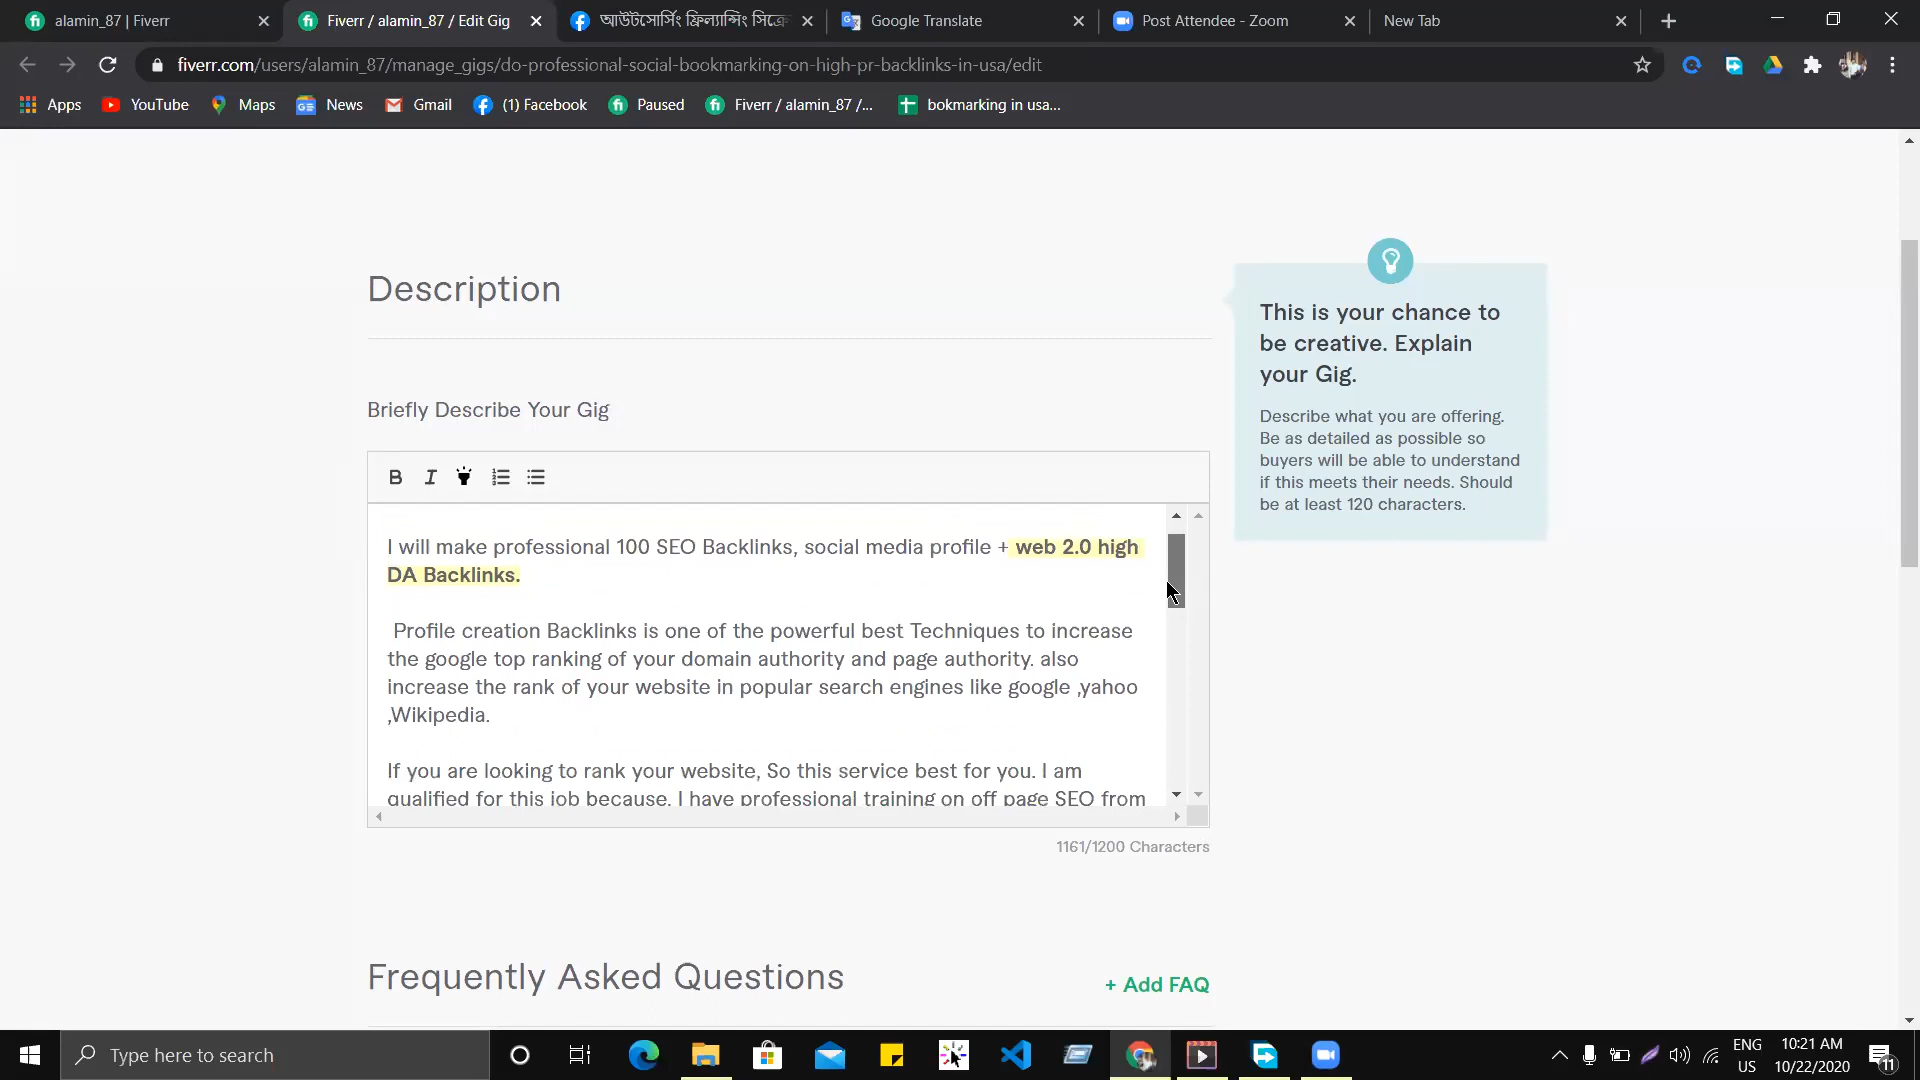 alamin_87 | Fiverr
Fiverr / alamin_87 / Edit Gig
আউটসোর্সিং ফ্রিল্যান্সিং সিক্রে
Google Translate
Post Attendee - Zoom
New Tab
fiverr.com/users/alamin_87/manage_gigs/do-professional-social-bookmarking-on-high-pr-backlinks-in-usa/edit
Apps
YouTube
Maps
News
Gmail
(1) Facebook
Paused
Fiverr / alamin_87 /...
bokmarking in usa...
Description
Briefly Describe Your Gig
B I
I will make professional 100 SEO Backlinks, social media profile + web 2.0 high
DA Backlinks.
Profile creation Backlinks is one of the powerful best Techniques to increase
the google top ranking of your domain authority and page authority. also
increase the rank of your website in popular search engines like google ,yahoo
,Wikipedia.
If you are looking to rank your website, So this service best for you. I am
qualified for this job because, I have professional training on off page SEO from
1161/1200 Characters
This is your chance to
be creative. Explain
your Gig.
Describe what you are offering.
Be as detailed as possible so
buyers will be able to understand
if this meets their needs. Should
be at least 120 characters.
Frequently Asked Questions
+ Add FAQ
Type here to search
ENG
US
10:21 AM
10/22/2020
11